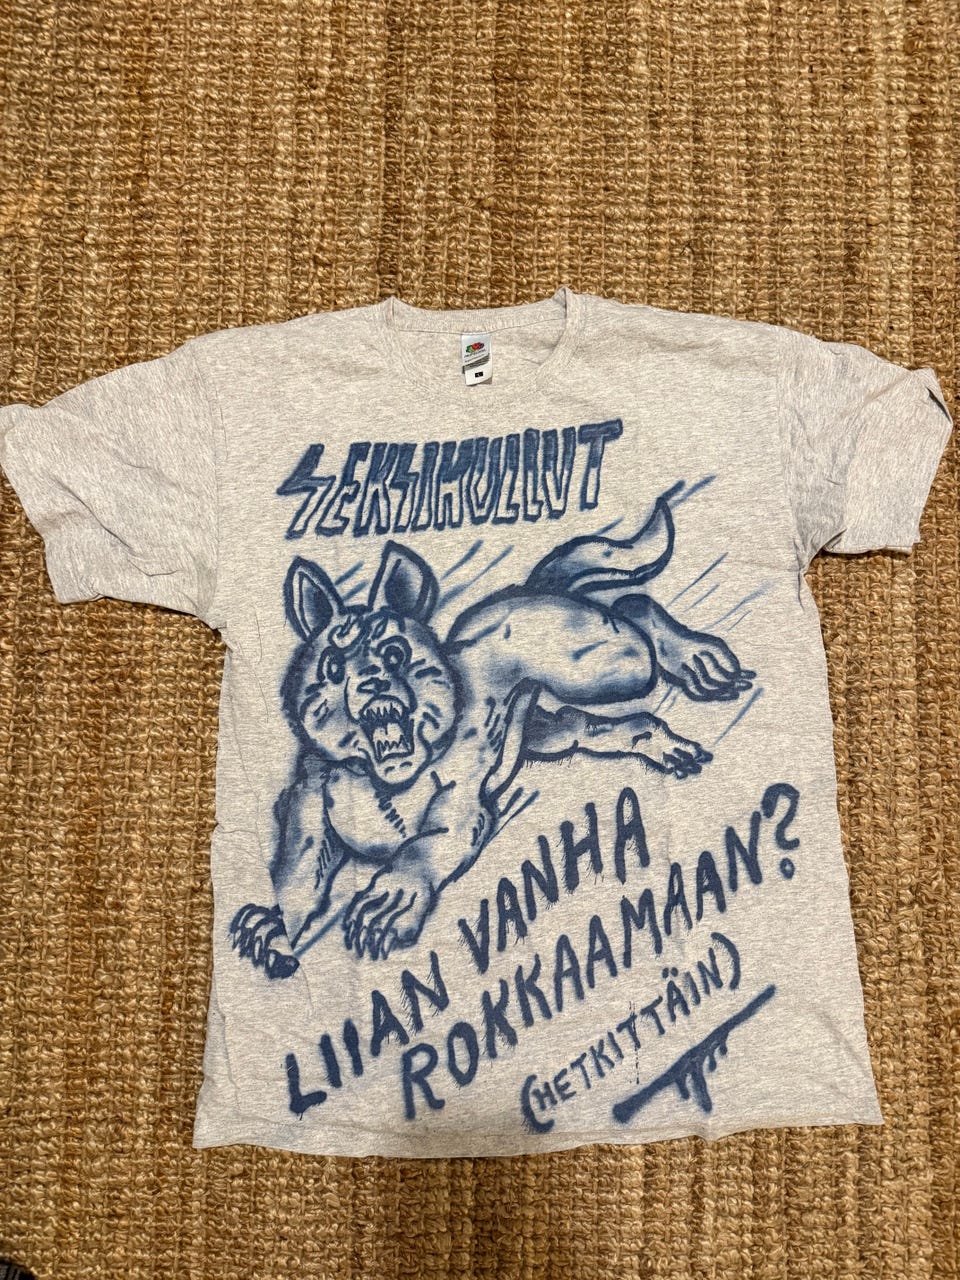 SEKSIHULLUT
LIIAN VANHA
ROKKAAMAAN?
(HETKITTÄIN)